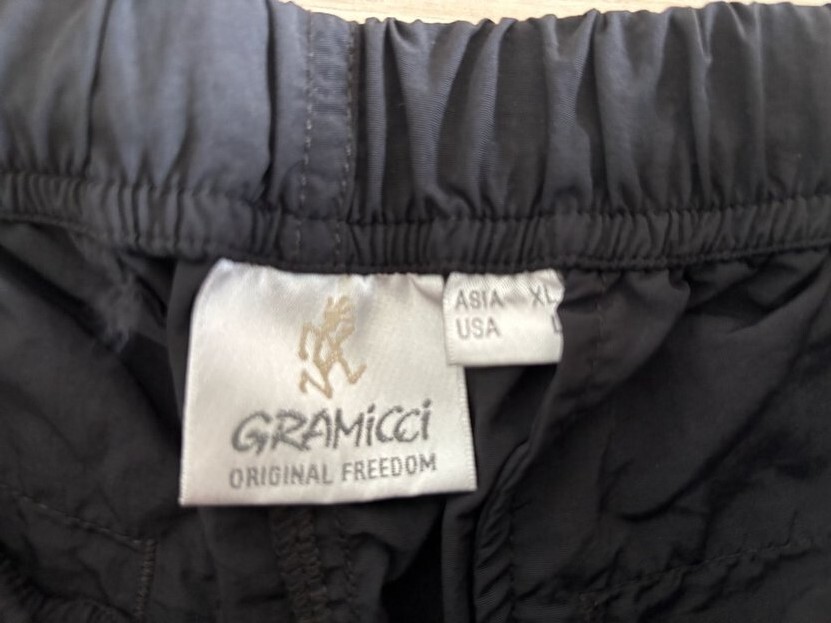 GRAMiCCi
ORIGINAL FREEDOM
ASIA XL
USA L